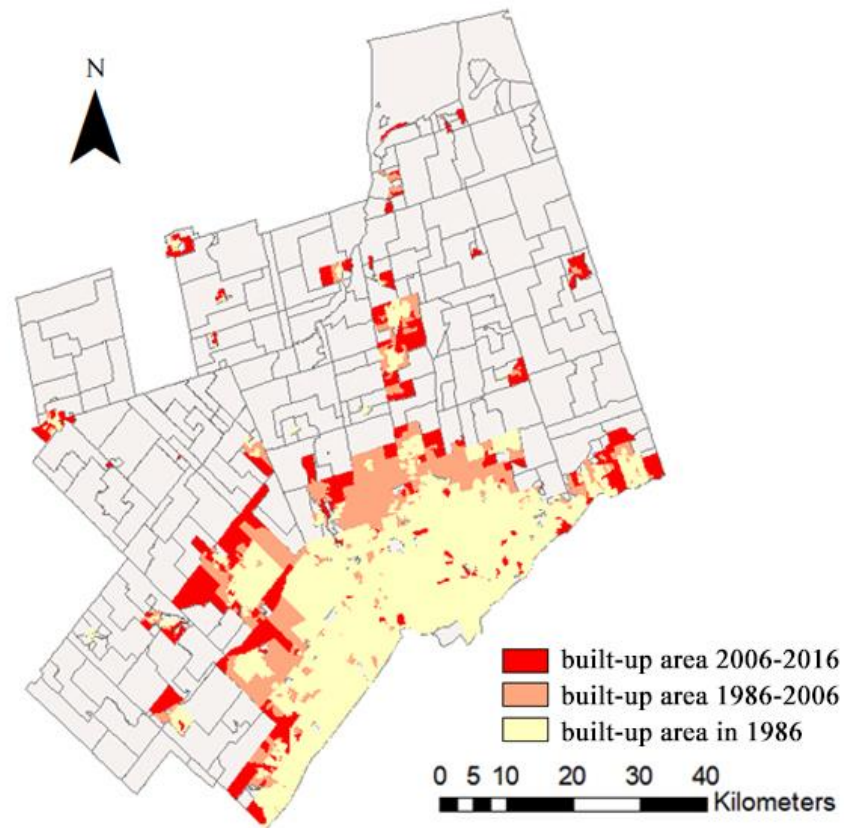 N
built-up area 2006-2016
built-up area 1986-2006
built-up area in 1986
0 5 10 20 30 40
Kilometers